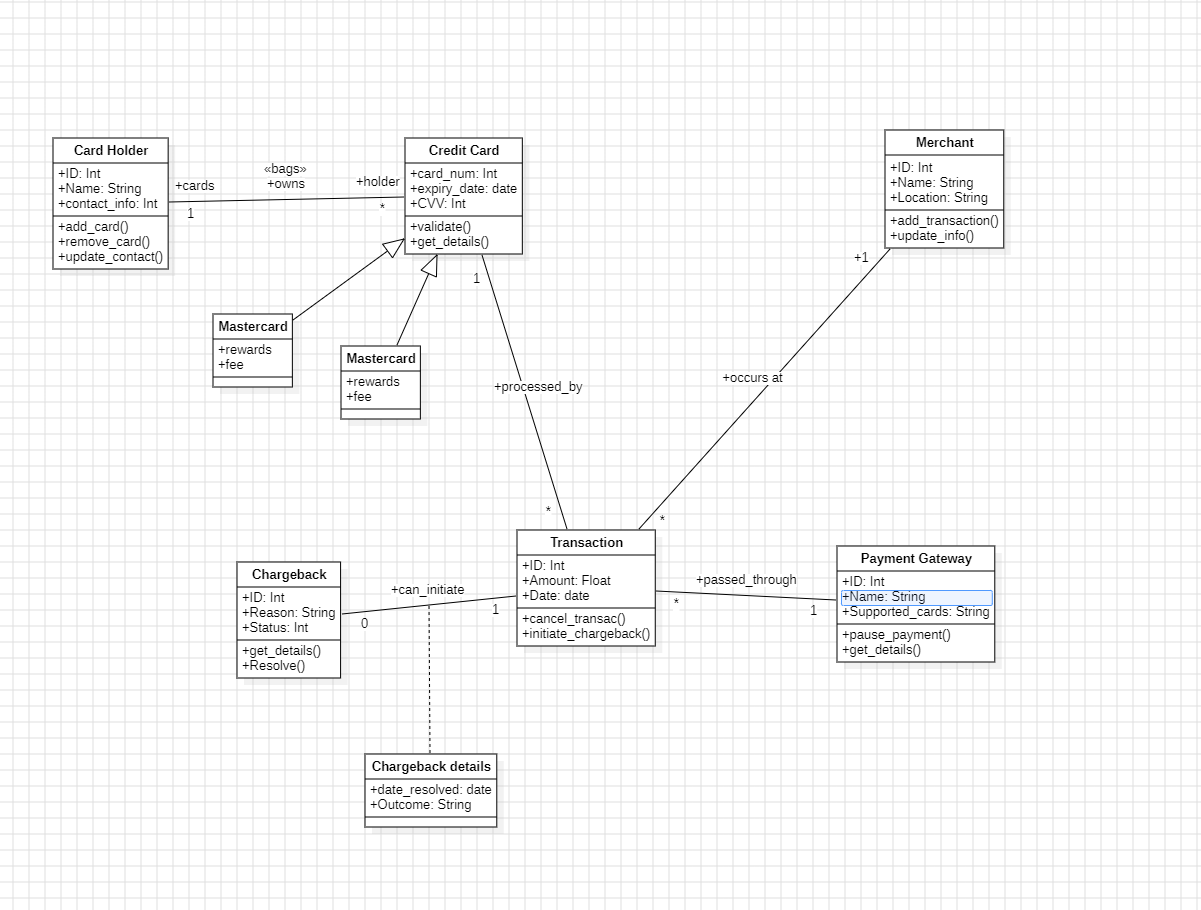 Card Holder
+ID: Int
+Name: String
+contact_info: Int
+add_card()
+remove_card()
+update_contact()
«bags»
+owns
+cards
1
+holder
*
Credit Card
+card_num: Int
+expiry_date: date
+CVV: Int
+validate()
+get_details()
Merchant
+ID: Int
+Name: String
+Location: String
+add_transaction()
+update_info()
Mastercard
+rewards
+fee
Mastercard
+rewards
+fee
1
+processed_by
*
+1
+occurs at
*
Transaction
+ID: Int
+Amount: Float
+Date: date
+cancel_transac()
+initiate_chargeback()
Chargeback
+ID: Int
+Reason: String
+Status: Int
+get_details()
+Resolve()
+can_initiate
0
1
+passed_through
*
1
Payment Gateway
+ID: Int
+Name: String
+Supported_cards: String
+pause_payment()
+get_details()
Chargeback details
+date_resolved: date
+Outcome: String